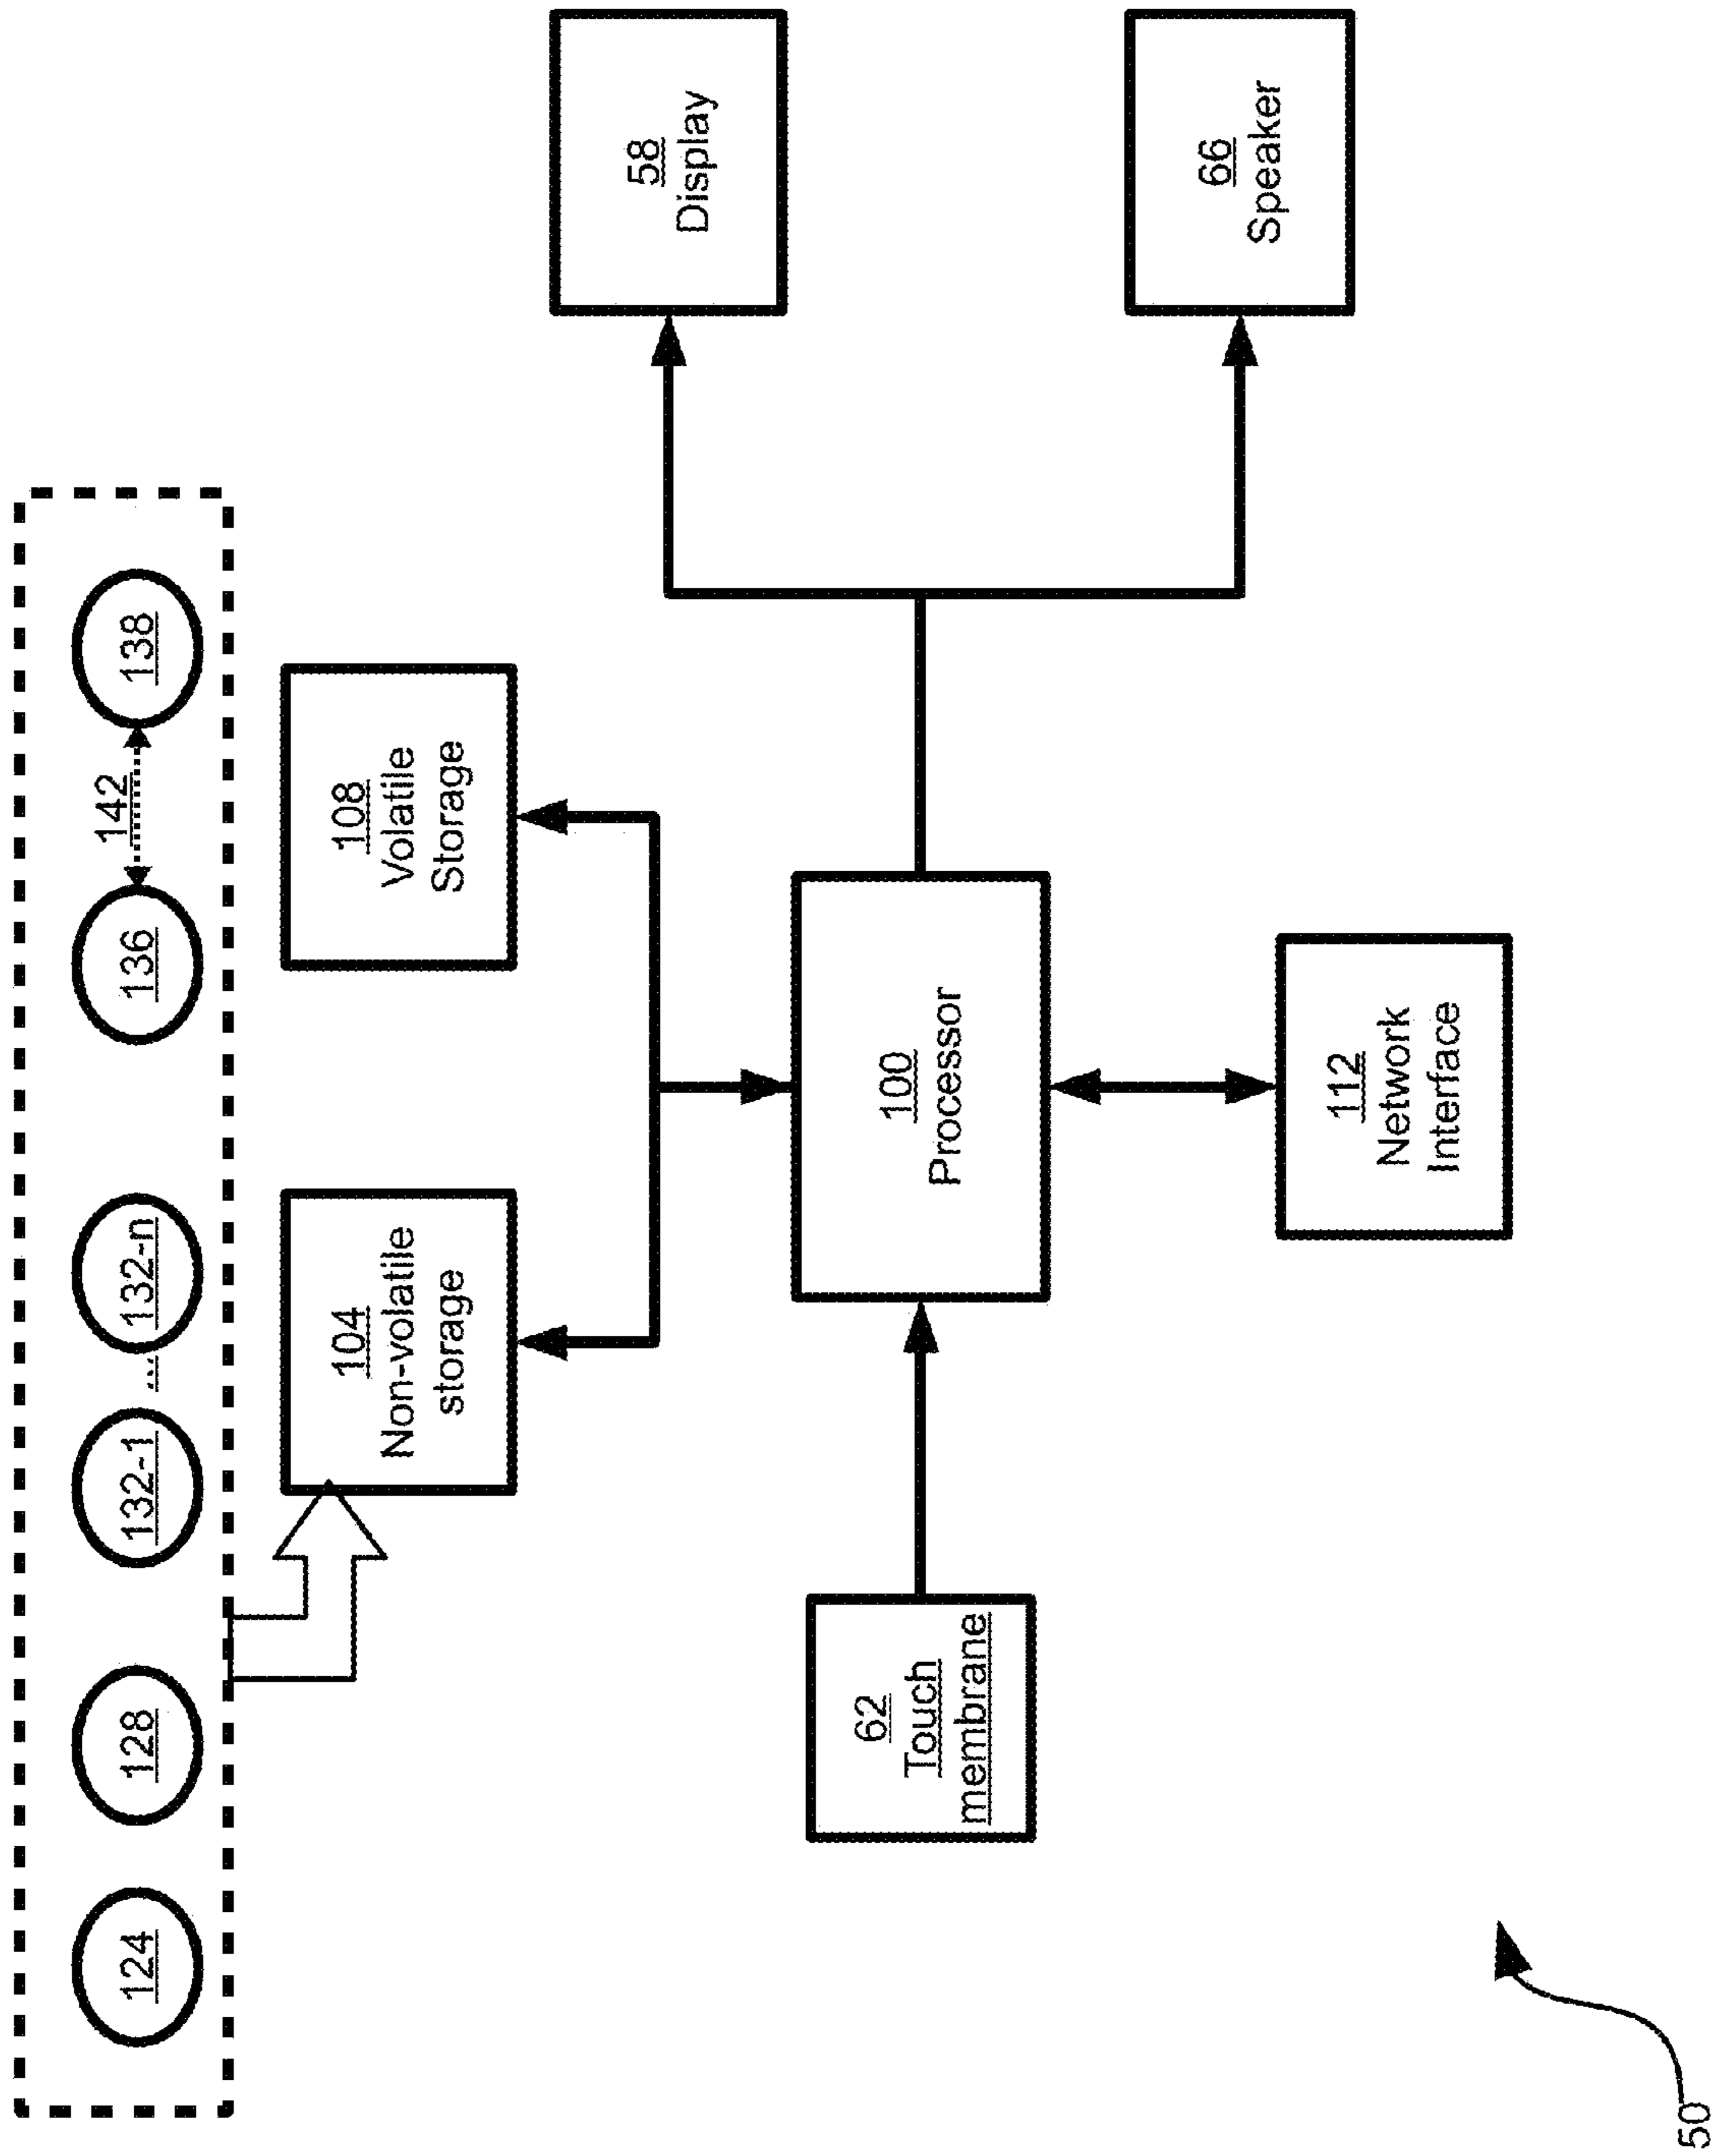 124
128
132-1
...
132-n
136
142
138
104
Non-volatile
storage
108
Volatile
Storage
58
Display
62
Touch
membrane
100
Processor
66
Speaker
112
Network
Interface
50